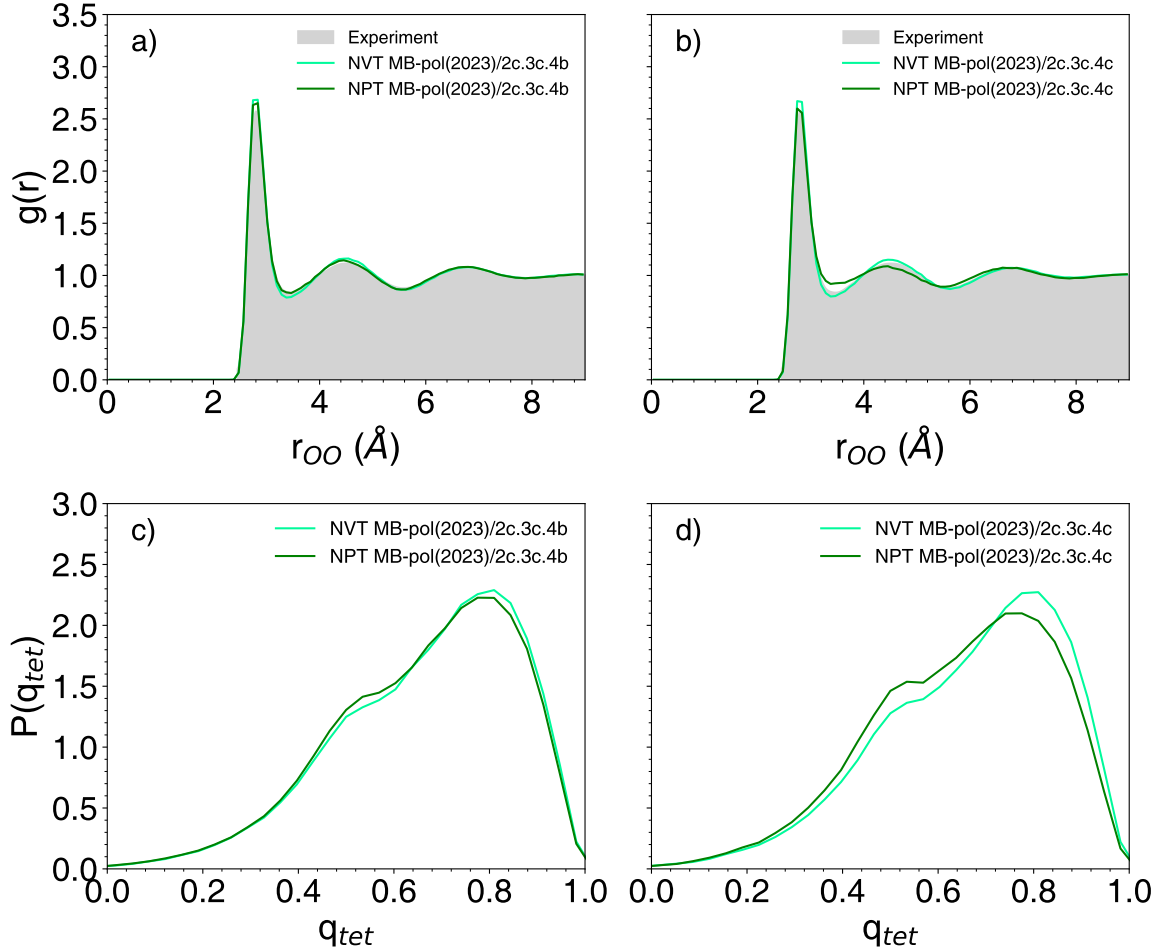 a)
Experiment
NVT MB-pol(2023)/2c.3c.4b
NPT MB-pol(2023)/2c.3c.4b
g(r)
3.5
3.0
2.5
2.0
1.5
1.0
0.5
0.0
0 2 4 6 8
r_OO (Å)
b)
Experiment
NVT MB-pol(2023)/2c.3c.4c
NPT MB-pol(2023)/2c.3c.4c
0 2 4 6 8
r_OO (Å)
c)
NVT MB-pol(2023)/2c.3c.4b
NPT MB-pol(2023)/2c.3c.4b
P(q_tet)
3.0
2.5
2.0
1.5
1.0
0.5
0.0
0.0 0.2 0.4 0.6 0.8 1.0
q_tet
d)
NVT MB-pol(2023)/2c.3c.4c
NPT MB-pol(2023)/2c.3c.4c
0.0 0.2 0.4 0.6 0.8 1.0
q_tet